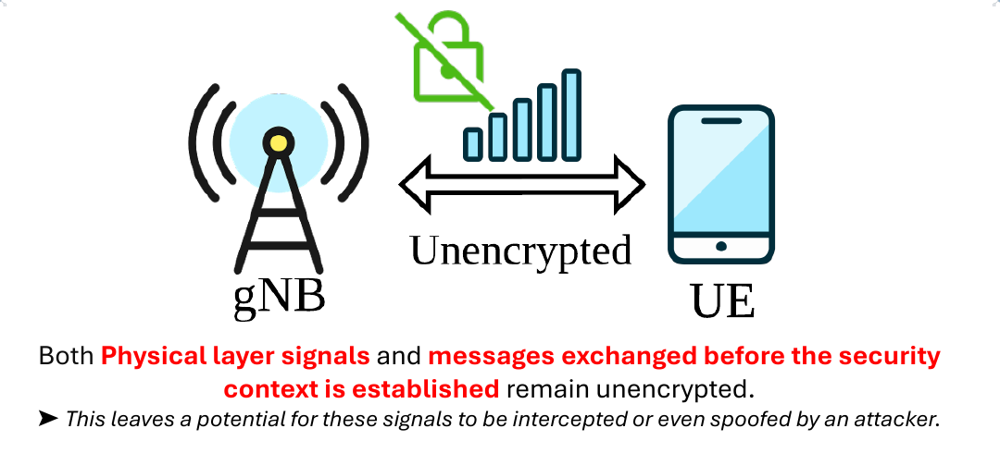 Unencrypted
gNB
UE
Both Physical layer signals and messages exchanged before the security
context is established remain unencrypted.
➤ This leaves a potential for these signals to be intercepted or even spoofed by an attacker.